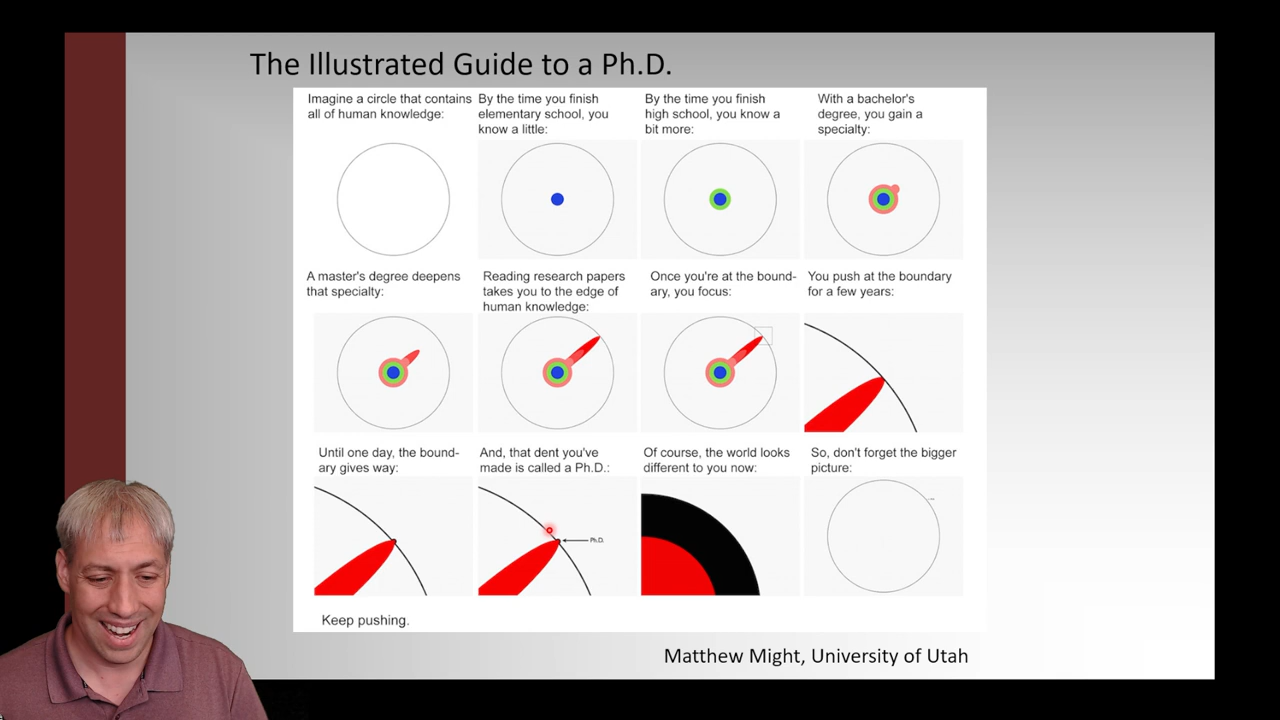 The Illustrated Guide to a Ph.D.
Imagine a circle that contains
all of human knowledge:
By the time you finish
elementary school, you
know a little:
By the time you finish
high school, you know a
bit more:
With a bachelor's
degree, you gain a
specialty:
A master's degree deepens
that specialty:
Reading research papers
takes you to the edge of
human knowledge:
Once you're at the bound-
ary, you focus:
You push at the boundary
for a few years:
Until one day, the bound-
ary gives way:
And, that dent you've
made is called a Ph.D.:
Ph.D.
Of course, the world looks
different to you now:
So, don't forget the bigger
picture:
Keep pushing.
Matthew Might, University of Utah